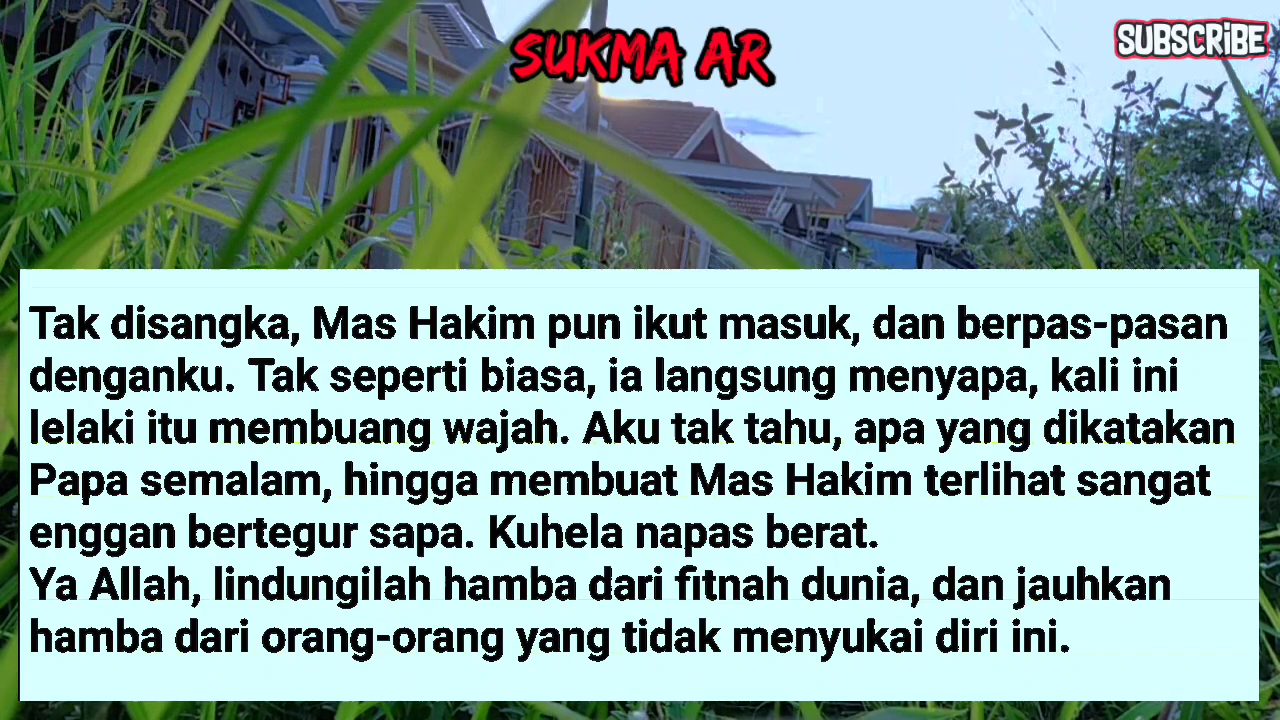 SUKMA AR
SUBSCRiBE
Tak disangka, Mas Hakim pun ikut masuk, dan berpas-pasan
denganku. Tak seperti biasa, ia langsung menyapa, kali ini
lelaki itu membuang wajah. Aku tak tahu, apa yang dikatakan
Papa semalam, hingga membuat Mas Hakim terlihat sangat
enggan bertegur sapa. Kuhela napas berat.
Ya Allah, lindungilah hamba dari fitnah dunia, dan jauhkan
hamba dari orang-orang yang tidak menyukai diri ini.